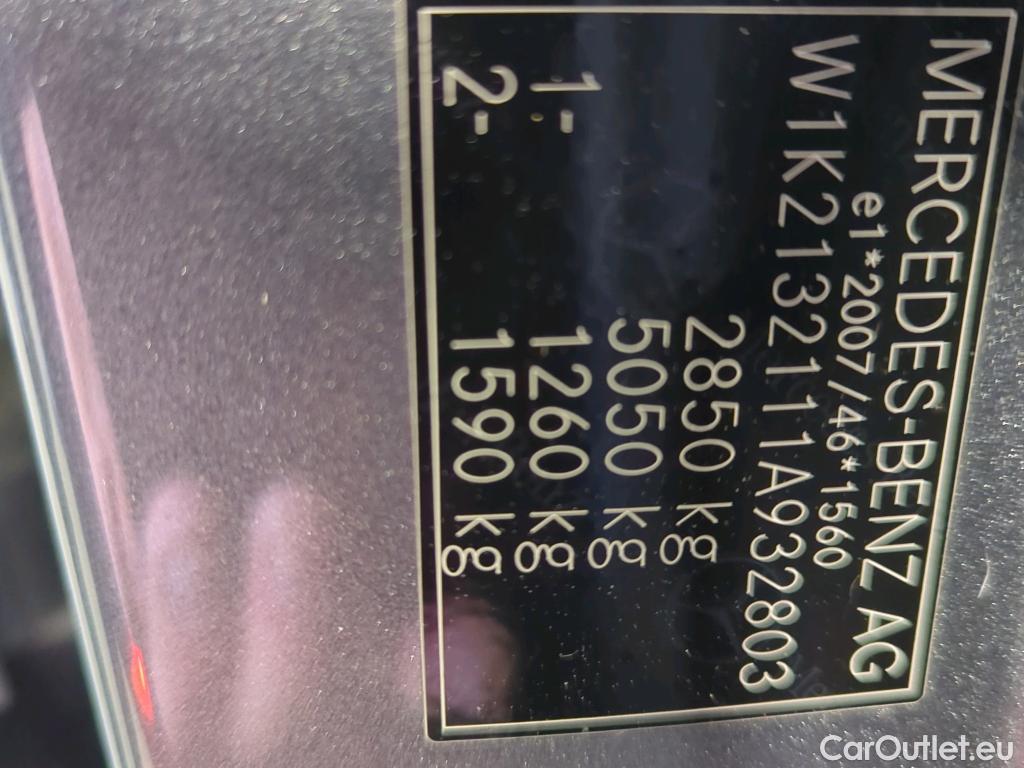 MERCEDES-BENZ AG
e1*2007/46*1560
W1K2132111A932803
2850 kg
5050 kg
1- 1260 kg
2- 1590 kg
CarOutlet.eu